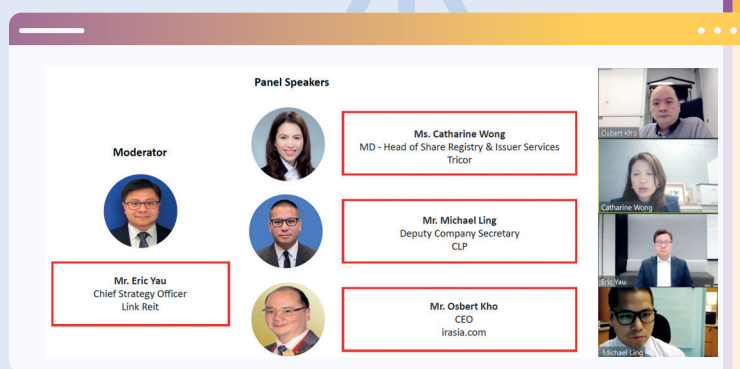 Panel Speakers
Moderator
Mr. Eric Yau
Chief Strategy Officer
Link Reit
Ms. Catharine Wong
MD - Head of Share Registry & Issuer Services
Tricor
Mr. Michael Ling
Deputy Company Secretary
CLP
Mr. Osbert Kho
CEO
irasia.com
Osbert Kho
Catharine Wong
Eric Yau
Michael Ling